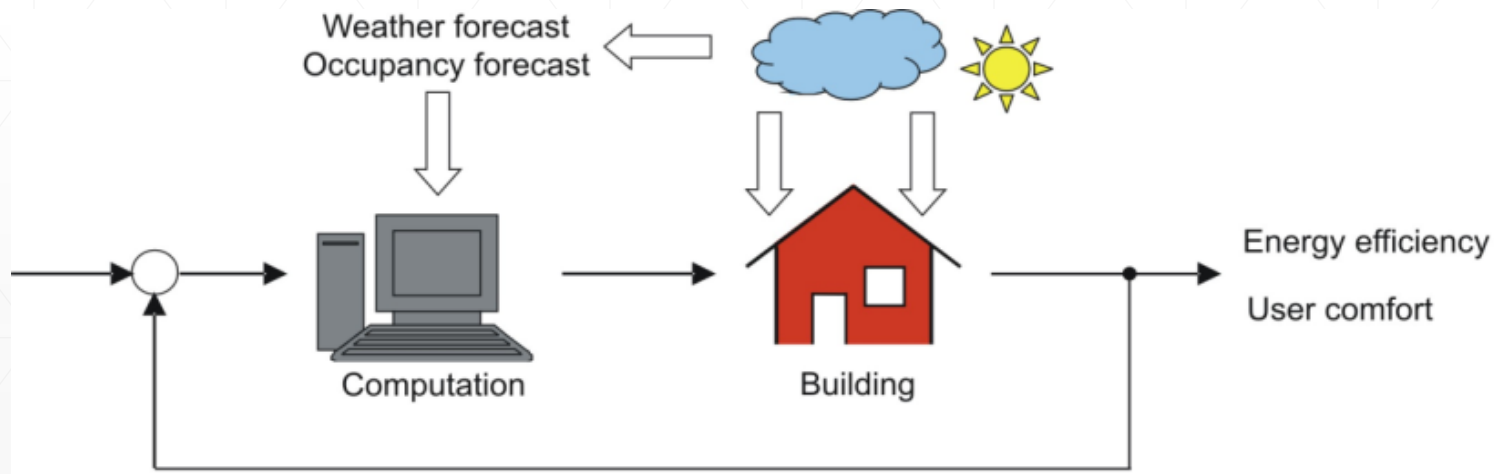 Weather forecast
Occupancy forecast
Energy efficiency
User comfort
Computation
Building